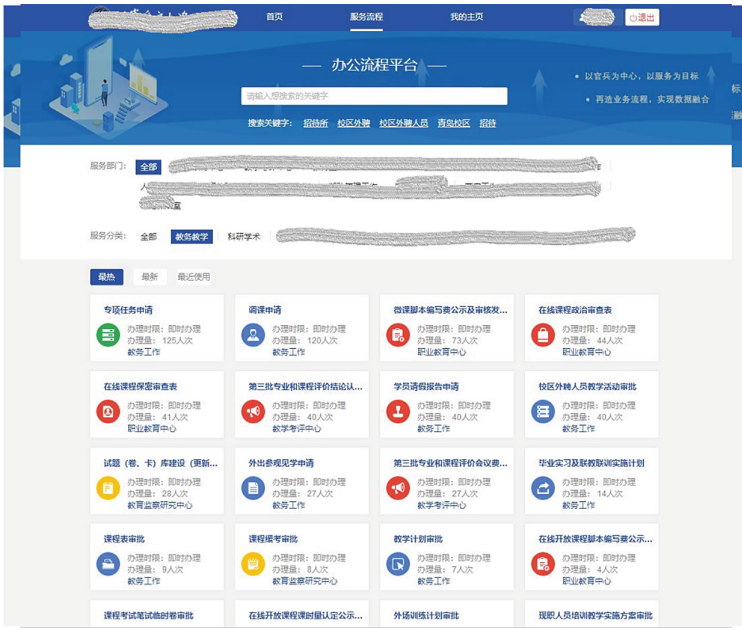 首页 服务流程 我的主页 退出
办公流程平台
• 以官兵为中心，以服务为目标
• 再造业务流程，实现数据融合
请输入您搜索的关键字
搜索关键字： 招待所 校区外聘 校区外聘人员 青岛校区 招待
标
融
服务部门： 全部
人
室
服务分类： 全部 教务教学 科研学术
最热 最新 最近使用
专项任务申请 调课申请 微课脚本编写费公示及审核发... 在线课程政治审查表
办理时限：即时办理 办理时限：即时办理 办理时限：即时办理 办理时限：即时办理
办理量：125人次 办理量：120人次 办理量：73人次 办理量：44人次
教务工作 教务工作 职业教育中心 职业教育中心
在线课程保密审查表 第三批专业和课程评价结论认... 学员请假报告申请 校区外聘人员教学活动审批
办理时限：即时办理 办理时限：即时办理 办理时限：即时办理 办理时限：即时办理
办理量：41人次 办理量：40人次 办理量：40人次 办理量：40人次
职业教育中心 教学考评中心 教务工作 教务工作
试题（卷、卡）库建设（更新... 外出参观见学申请 第三批专业和课程评价会议费... 毕业实习及联教联训实施计划
办理时限：即时办理 办理时限：即时办理 办理时限：即时办理 办理时限：即时办理
办理量：28人次 办理量：27人次 办理量：27人次 办理量：14人次
教育监察研究中心 教务工作 教学考评中心 教务工作
课程表审批 课程缓考审批 教学计划审批 在线开放课程脚本编写费公示...
办理时限：即时办理 办理时限：即时办理 办理时限：即时办理 办理时限：即时办理
办理量：9人次 办理量：8人次 办理量：7人次 办理量：4人次
教务工作 教育监察研究中心 教务工作 职业教育中心
课程考试笔试临时卷审批 在线开放课程课时量认定公示... 外场训练计划审批 现职人员培训教学实施方案审批